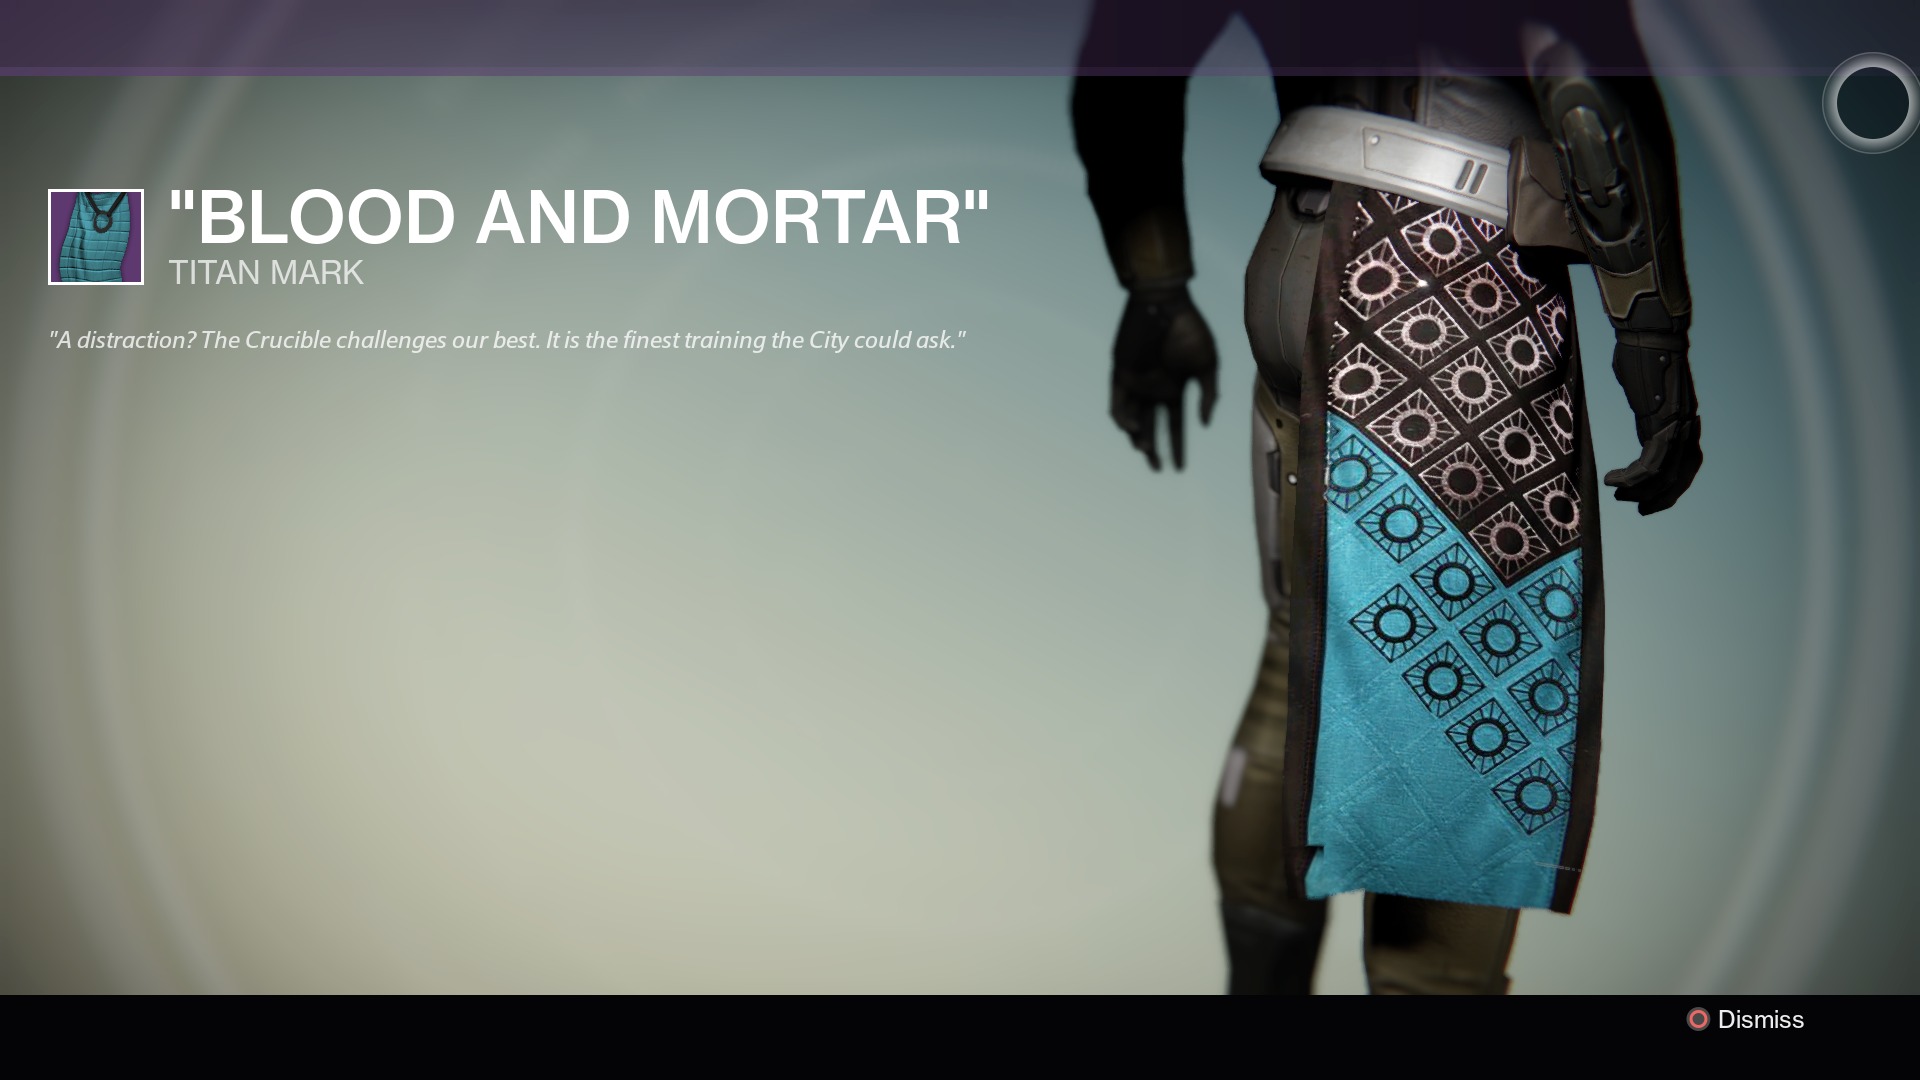 "BLOOD AND MORTAR"
TITAN MARK
"A distraction? The Crucible challenges our best. It is the finest training the City could ask."
Dismiss